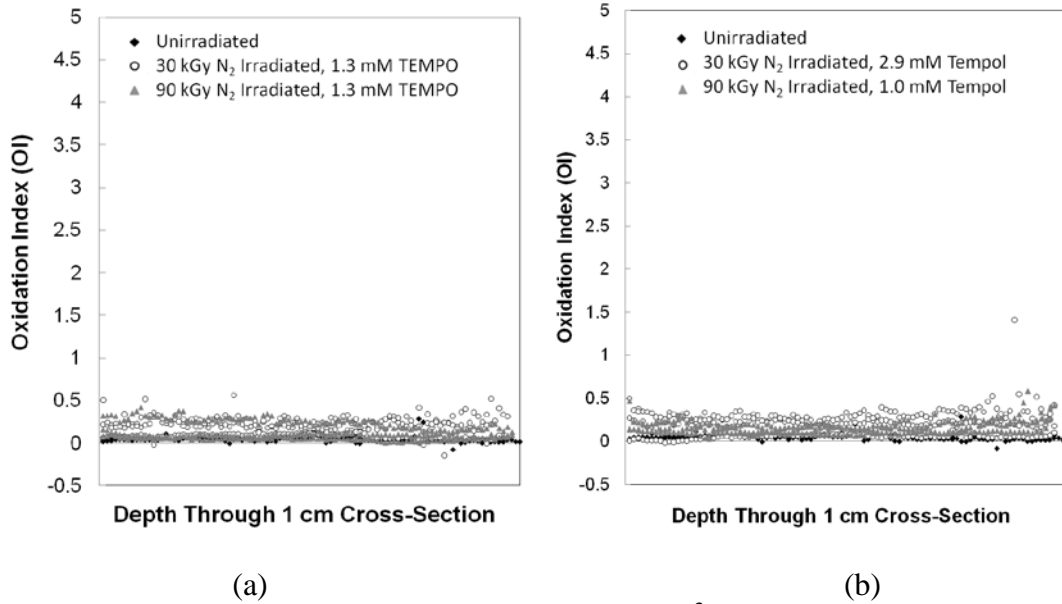 5
4.5
4
3.5
3
2.5
2
1.5
1
0.5
0
-0.5
Oxidation Index (OI)
Unirradiated
30 kGy N₂ Irradiated, 1.3 mM TEMPO
90 kGy N₂ Irradiated, 1.3 mM TEMPO
Depth Through 1 cm Cross-Section
(a)
5
4.5
4
3.5
3
2.5
2
1.5
1
0.5
0
-0.5
Oxidation Index (OI)
Unirradiated
30 kGy N₂ Irradiated, 2.9 mM Tempol
90 kGy N₂ Irradiated, 1.0 mM Tempol
Depth Through 1 cm Cross-Section
(b)